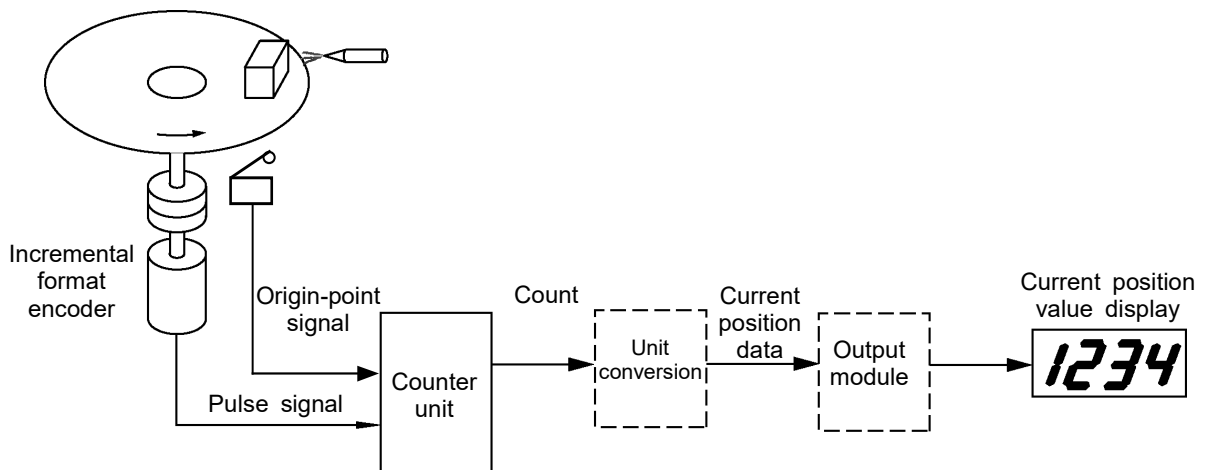 Incremental
format
encoder
Origin-point
signal
Pulse signal
Counter
unit
Count
Unit
conversion
Current
position
data
Output
module
Current position
value display
1234